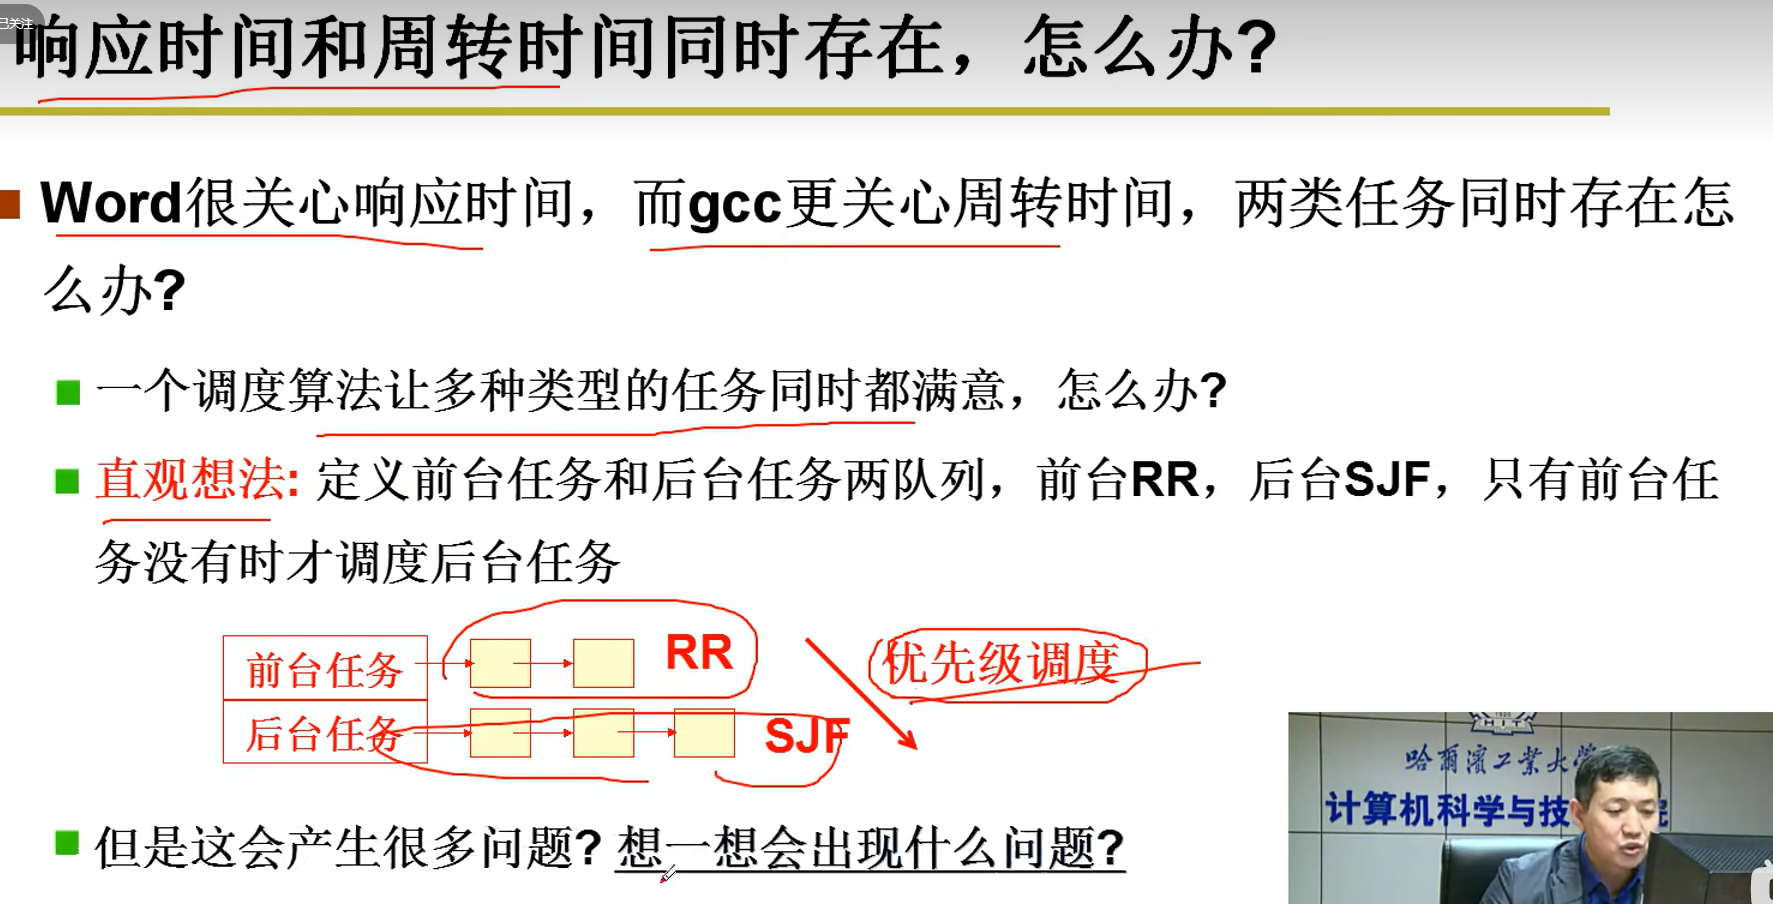 已关注
响应时间和周转时间同时存在，怎么办?
Word很关心响应时间，而gcc更关心周转时间，两类任务同时存在怎
么办?
一个调度算法让多种类型的任务同时都满意，怎么办?
直观想法: 定义前台任务和后台任务两队列，前台RR，后台SJF，只有前台任
务没有时才调度后台任务
前台任务 RR 优先级调度
后台任务 SJF
但是这会产生很多问题? 想一想会出现什么问题?
HIT
哈爾濱工業大学
计算机科学与技 院